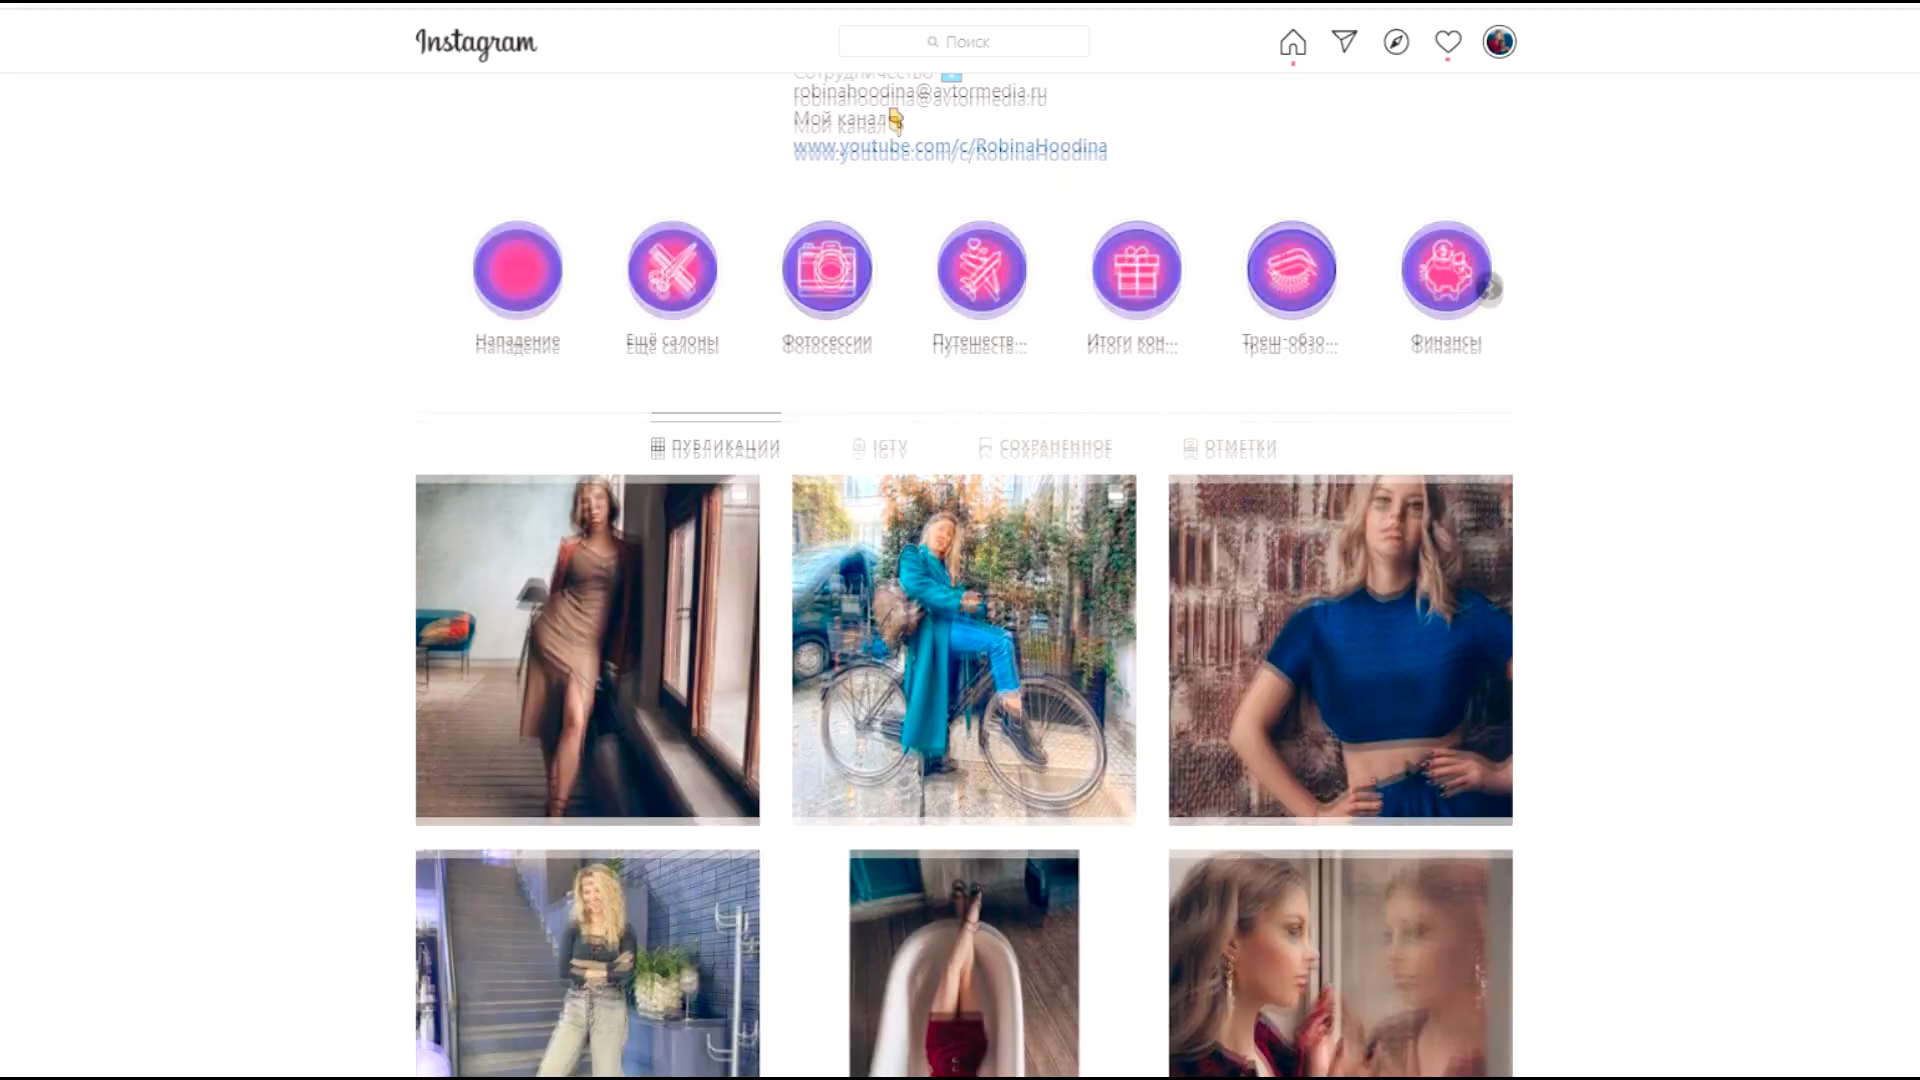 Instagram
Поиск
Сотрудничество
robinahoodina@avtormedia.ru
Мой канал
www.youtube.com/c/RobinaHoodina
Нападение
Ещё салоны
Фотосессии
Путешеств...
Итоги кон...
Треш-обзо...
Финансы
ПУБЛИКАЦИИ
IGTV
СОХРАНЕННОЕ
ОТМЕТКИ